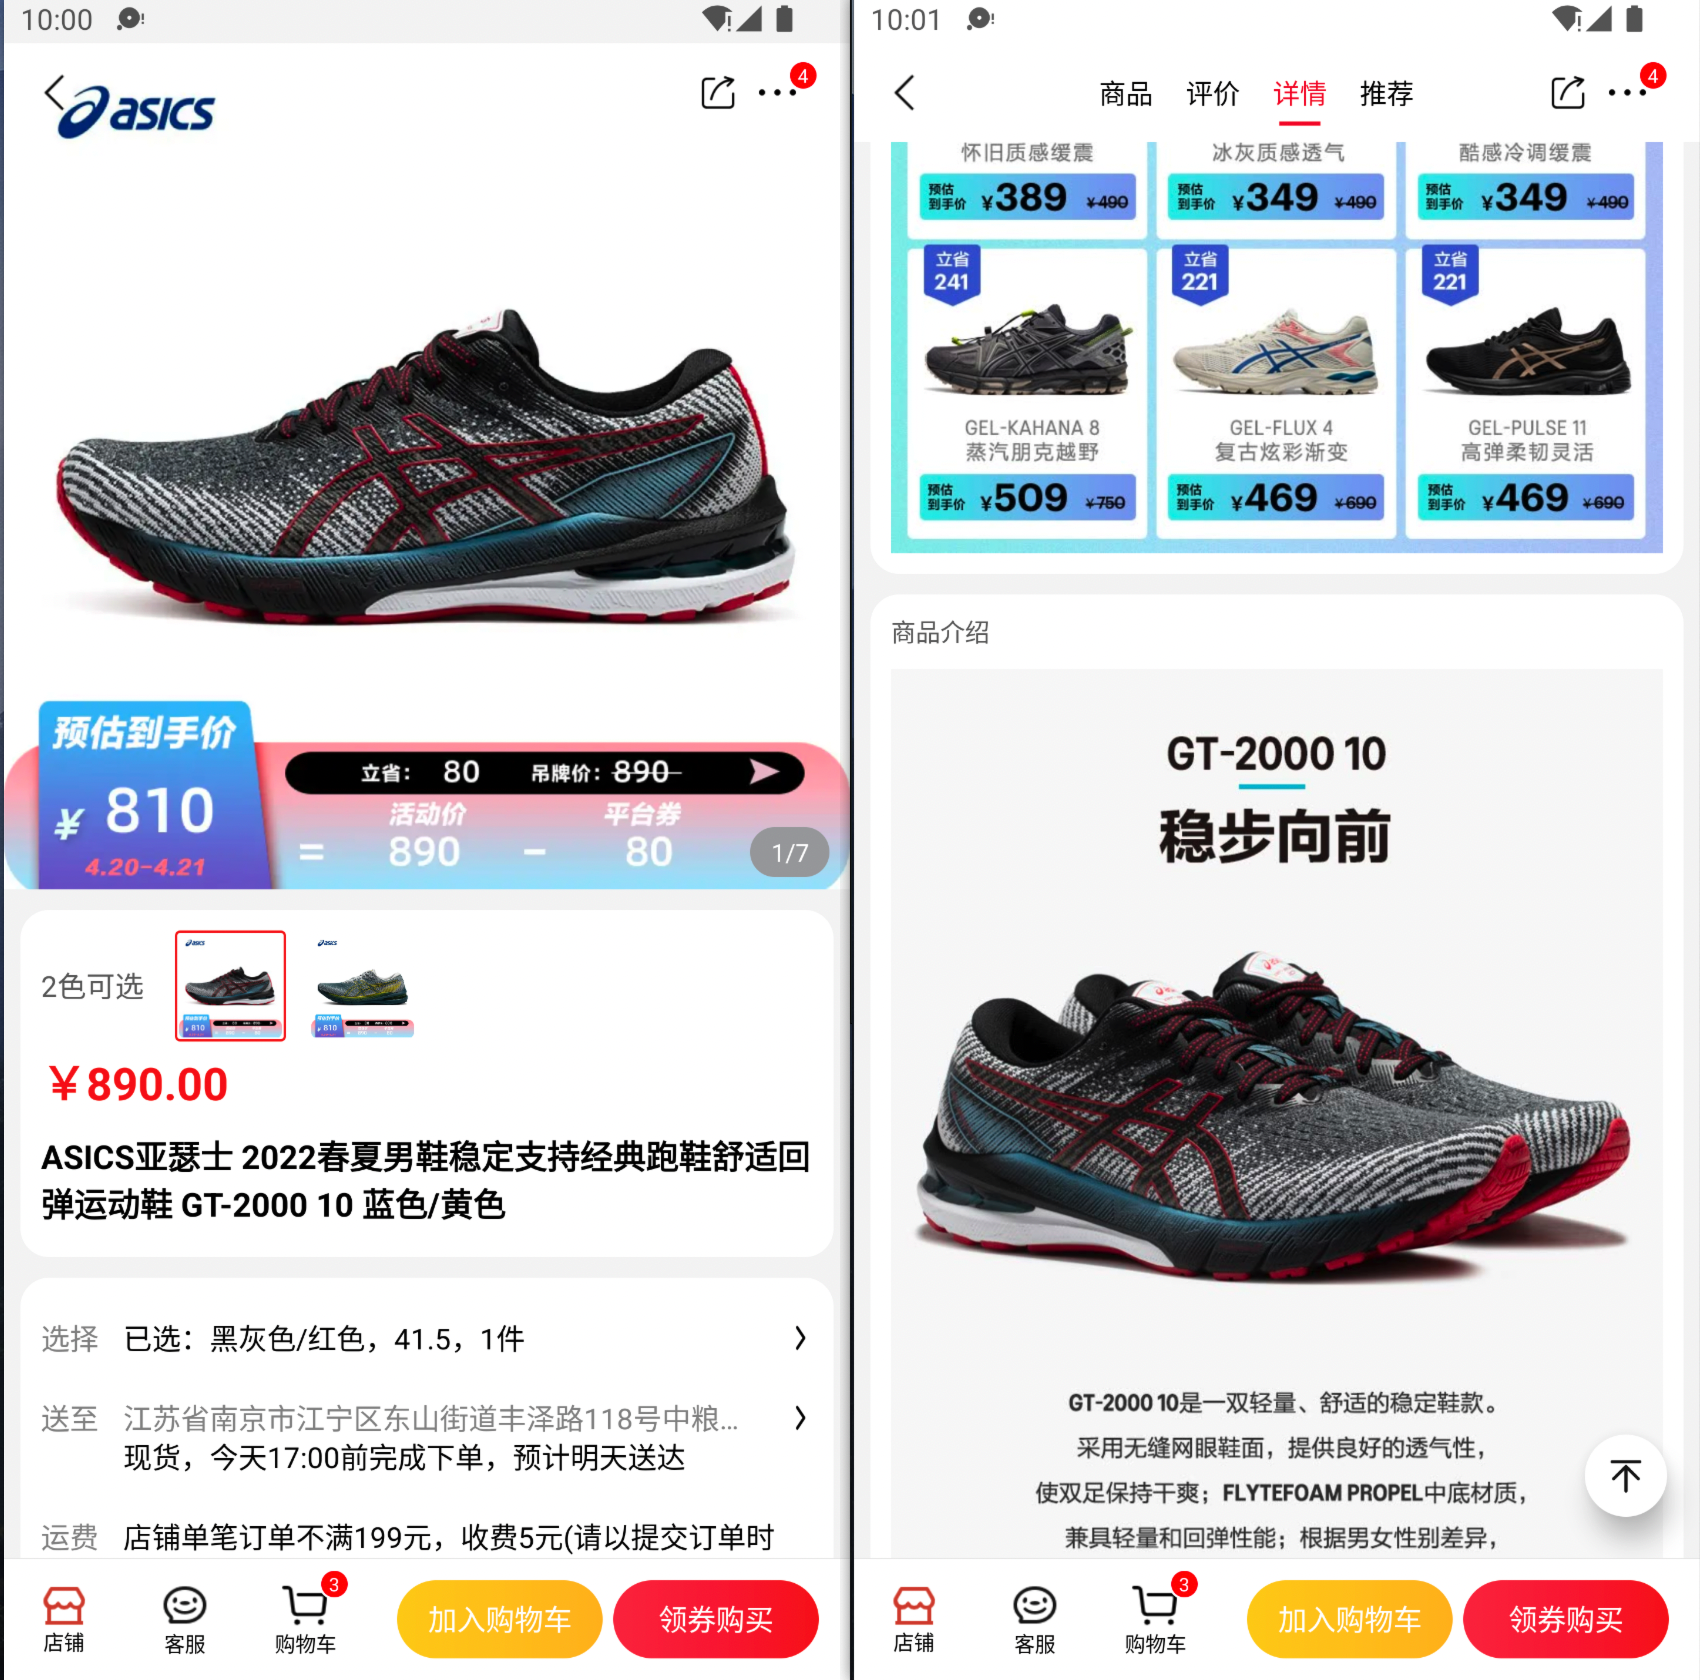 10:00
asics
4
预估到手价
¥ 810
4.20-4.21
立省： 80 吊牌价：890
活动价 平台券
= 890 - 80
1/7
2色可选
￥890.00
ASICS亚瑟士 2022春夏男鞋稳定支持经典跑鞋舒适回
弹运动鞋 GT-2000 10 蓝色/黄色
选择 已选：黑灰色/红色，41.5，1件
送至 江苏省南京市江宁区东山街道丰泽路118号中粮...
现货，今天17:00前完成下单，预计明天送达
运费 店铺单笔订单不满199元，收费5元(请以提交订单时
3
店铺 客服 购物车 加入购物车 领券购买
10:01
4
商品 评价 详情 推荐
怀旧质感缓震 冰灰质感透气 酷感冷调缓震
预估到手价 ¥389 ¥490 预估到手价 ¥349 ¥490 预估到手价 ¥349 ¥490
立省 241 立省 221 立省 221
GEL-KAHANA 8 GEL-FLUX 4 GEL-PULSE 11
蒸汽朋克越野 复古炫彩渐变 高弹柔韧灵活
预估到手价 ¥509 ¥750 预估到手价 ¥469 ¥690 预估到手价 ¥469 ¥690
商品介绍
GT-2000 10
稳步向前
GT-2000 10是一双轻量、舒适的稳定鞋款。
采用无缝网眼鞋面，提供良好的透气性，
使双足保持干爽；FLYTEFOAM PROPEL中底材质，
兼具轻量和回弹性能；根据男女性别差异，
3
店铺 客服 购物车 加入购物车 领券购买